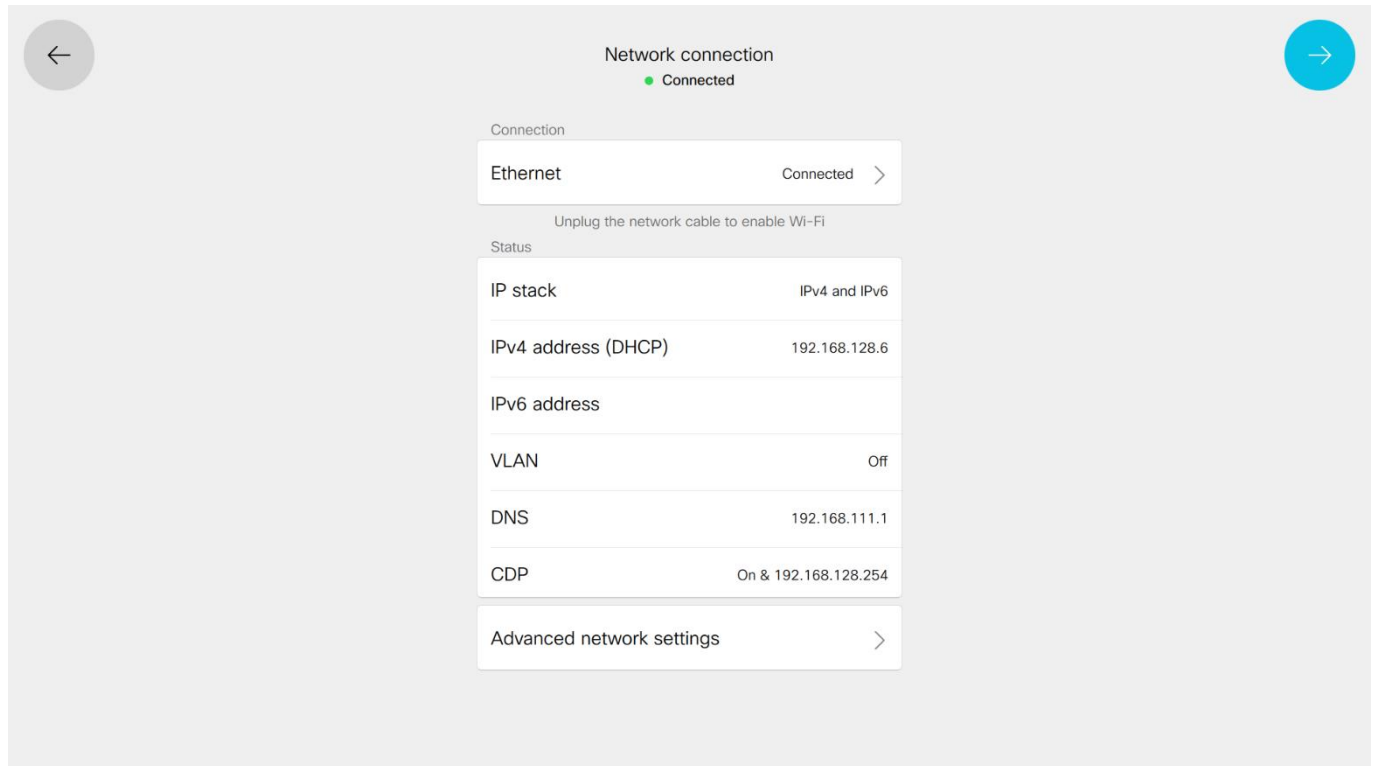 Network connection
Connected
Connection
Ethernet Connected
Unplug the network cable to enable Wi-Fi
Status
IP stack IPv4 and IPv6
IPv4 address (DHCP) 192.168.128.6
IPv6 address
VLAN Off
DNS 192.168.111.1
CDP On & 192.168.128.254
Advanced network settings